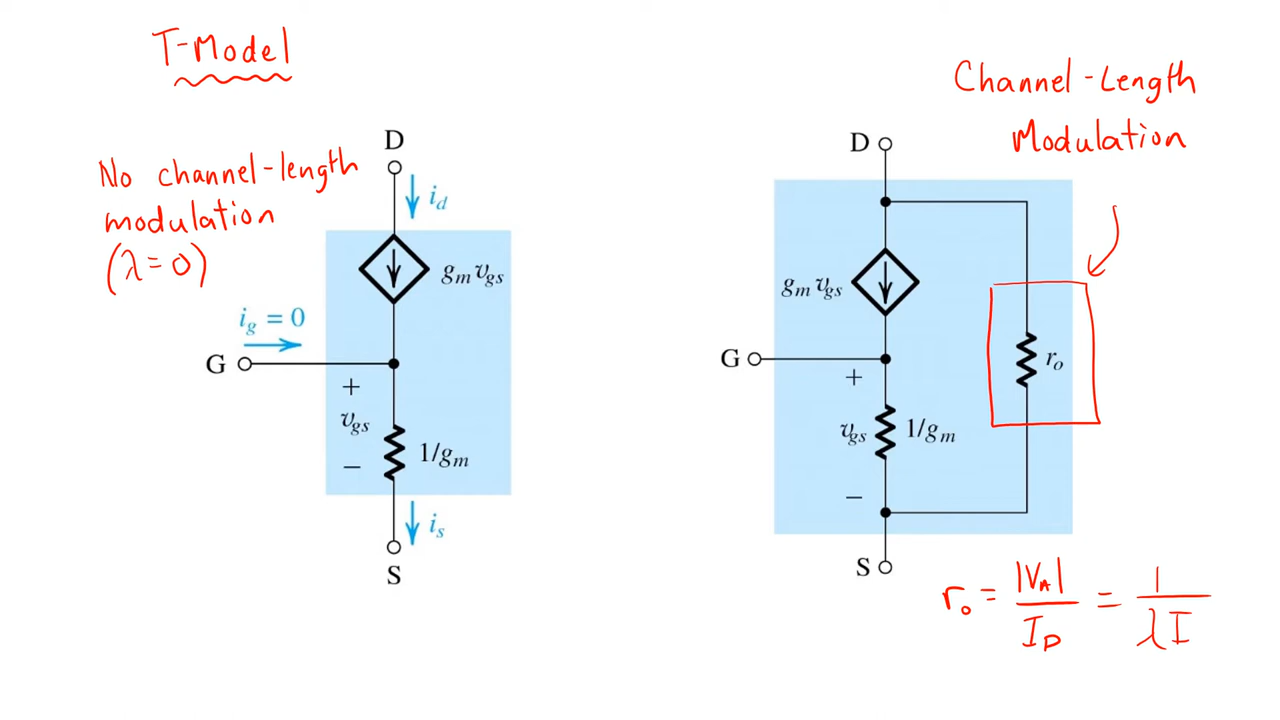 T-Model
No channel-length
modulation
(λ = 0)
D
i_d
g_m v_gs
i_g = 0
G
+
v_gs
−
1/g_m
i_s
S
Channel-Length
Modulation
D
g_m v_gs
G
r_o
+
v_gs
1/g_m
−
S
r_o = |V_A| / I_D = 1 / λI